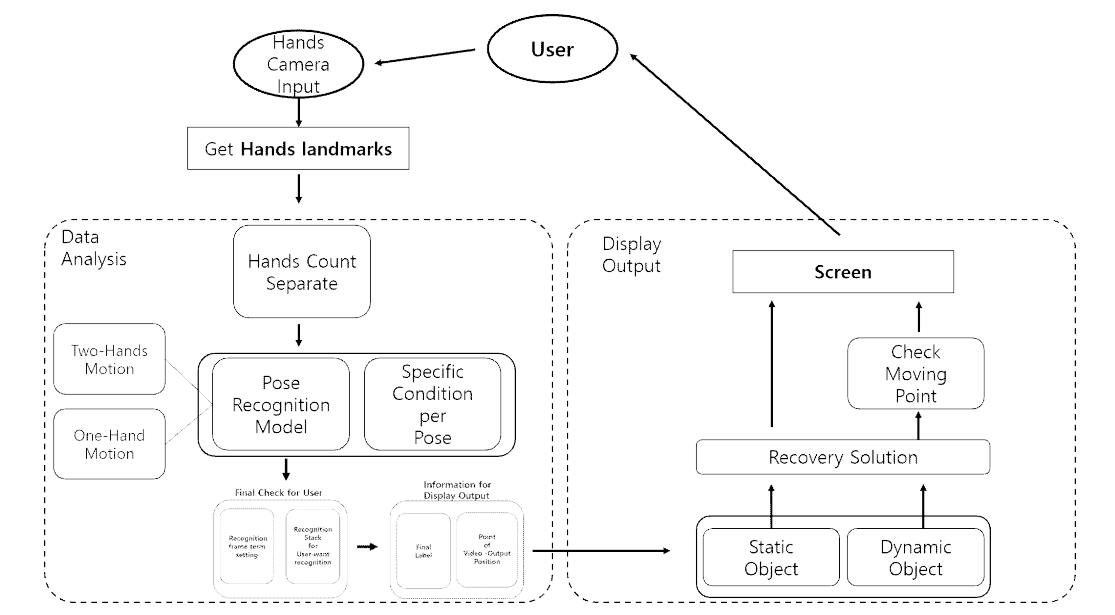 User
Hands
Camera
Input
Get Hands landmarks
Data
Analysis
Hands Count
Separate
Two-Hands
Motion
One-Hand
Motion
Pose
Recognition
Model
Specific
Condition
per
Pose
Final Check for User
Recognition
frame term
setting
Recognition
Stack
for
User-want
recognition
Information for
Display Output
Final
Label
Point
of
Video -Output
Position
Display
Output
Screen
Check
Moving
Point
Recovery Solution
Static
Object
Dynamic
Object